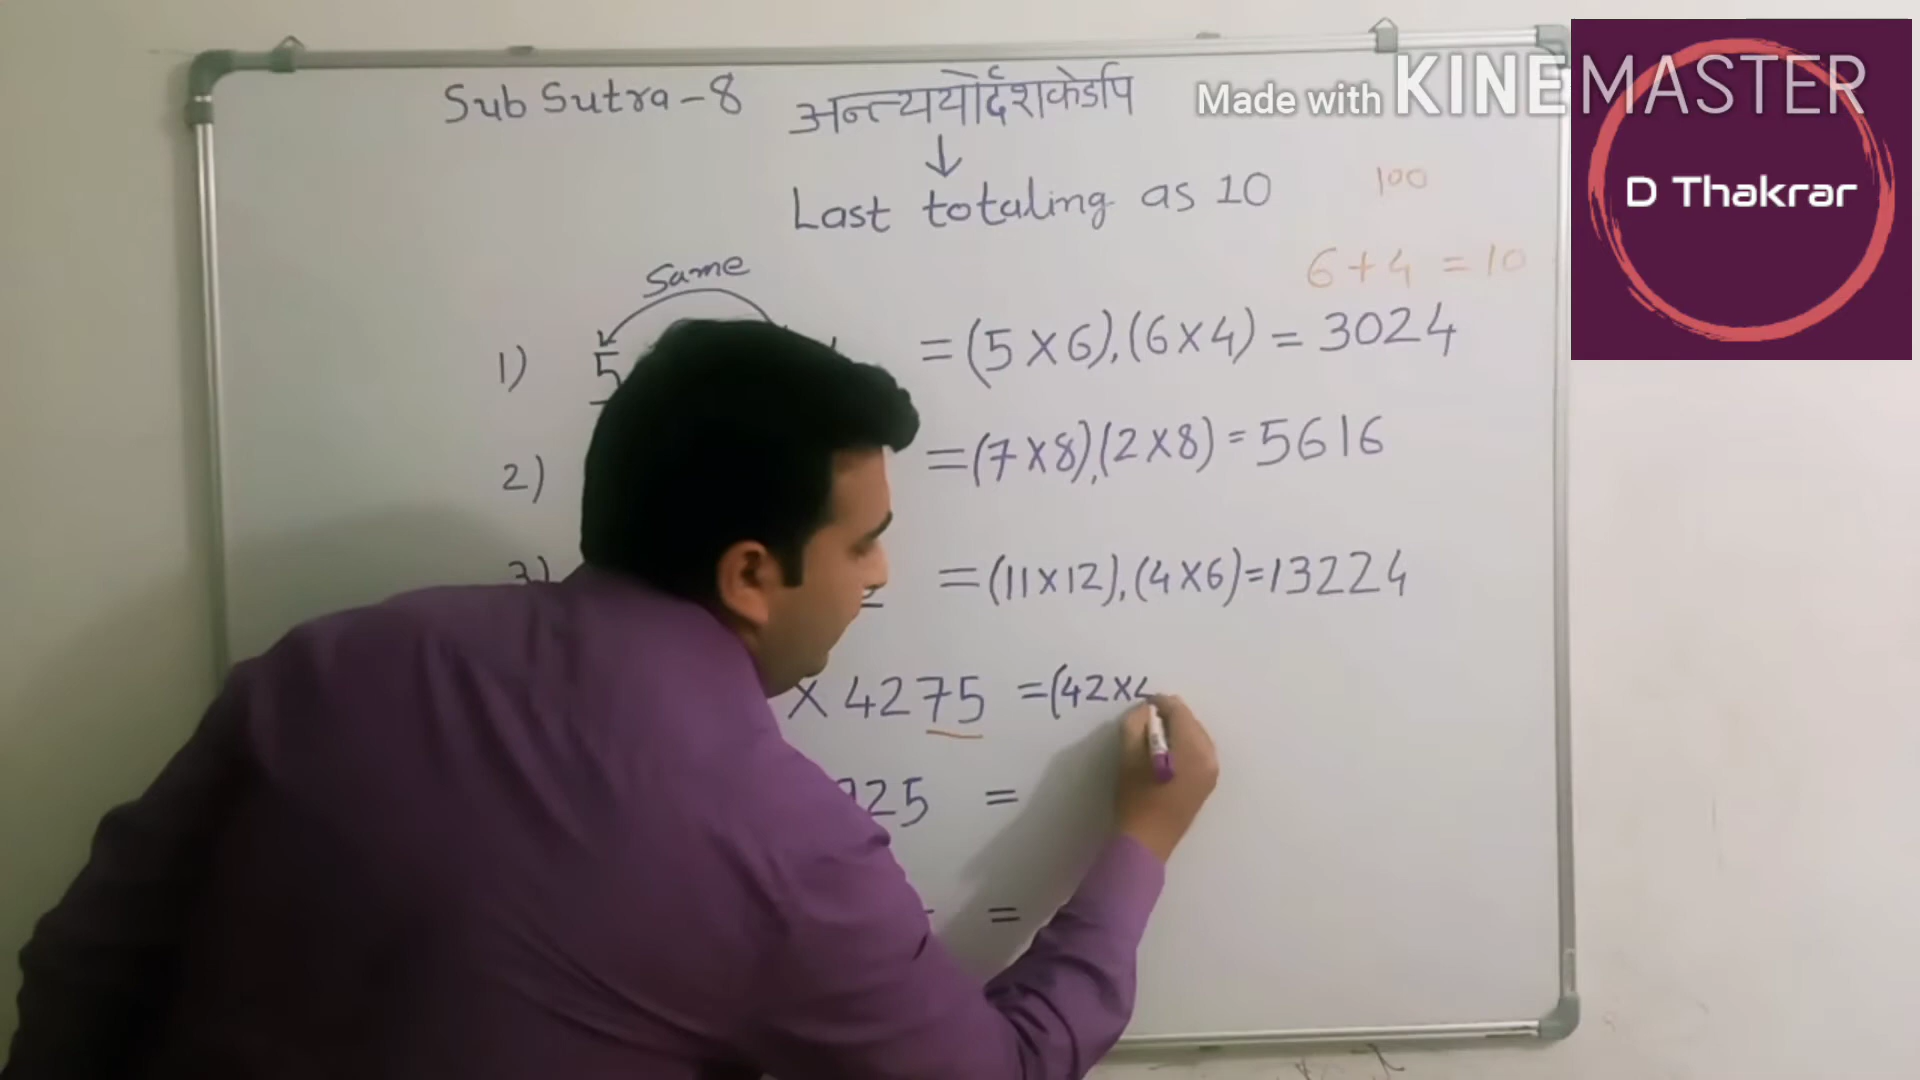 Sub Sutra-8 अन्त्ययोर्दशकेडपि
↓
Made with KINEMASTER
D Thakrar
Last totaling as 10
100
6+4 = 10
Same
1) 5 = (5×6),(6×4) = 3024
2) = (7×8),(2×8) = 5616
3) = (11×12),(4×6) = 13224
× 4275 = (42×4
25 =
=